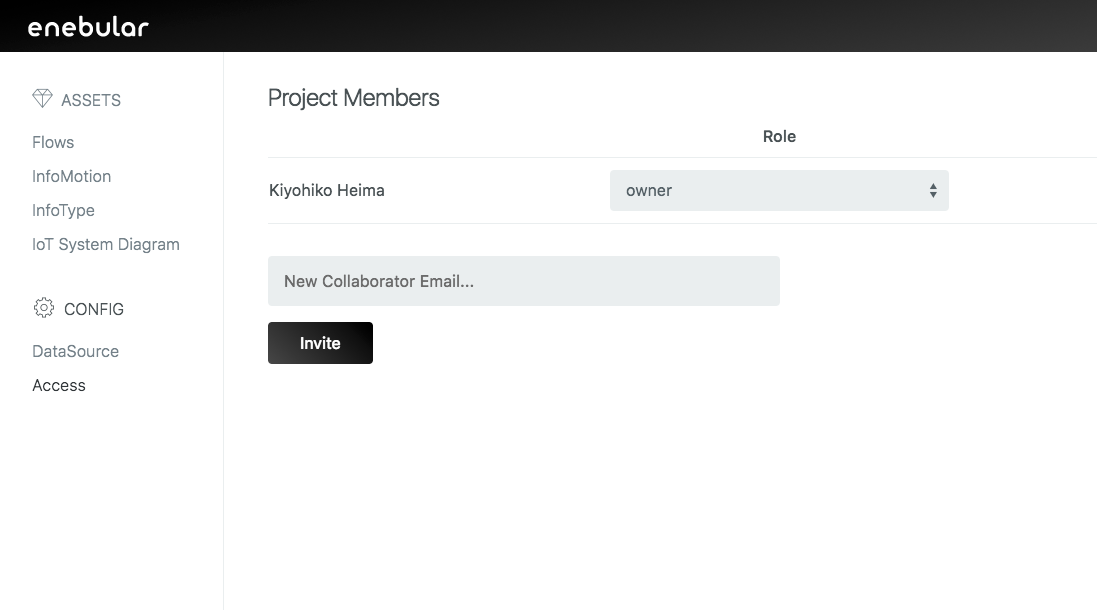 enebular
ASSETS
Flows
InfoMotion
InfoType
IoT System Diagram
CONFIG
DataSource
Access
Project Members
Role
Kiyohiko Heima
owner
New Collaborator Email...
Invite